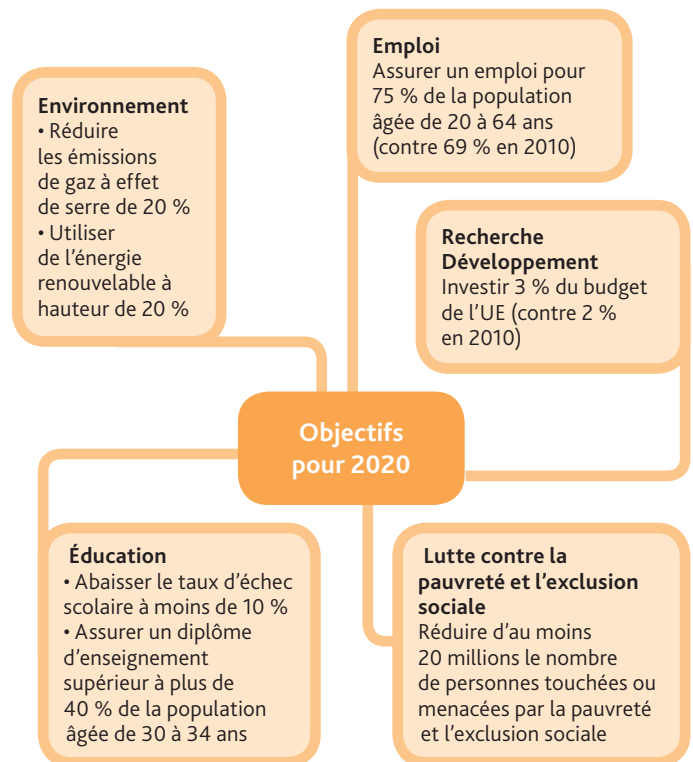 Emploi
Assurer un emploi pour
75 % de la population
âgée de 20 à 64 ans
(contre 69 % en 2010)
Environnement
• Réduire
les émissions
de gaz à effet
de serre de 20 %
• Utiliser
de l'énergie
renouvelable à
hauteur de 20 %
Recherche
Développement
Investir 3 % du budget
de l'UE (contre 2 %
en 2010)
Objectifs
pour 2020
Éducation
• Abaisser le taux d'échec
scolaire à moins de 10 %
• Assurer un diplôme
d'enseignement
supérieur à plus de
40 % de la population
âgée de 30 à 34 ans
Lutte contre la
pauvreté et l'exclusion
sociale
Réduire d'au moins
20 millions le nombre
de personnes touchées ou
menacées par la pauvreté
et l'exclusion sociale